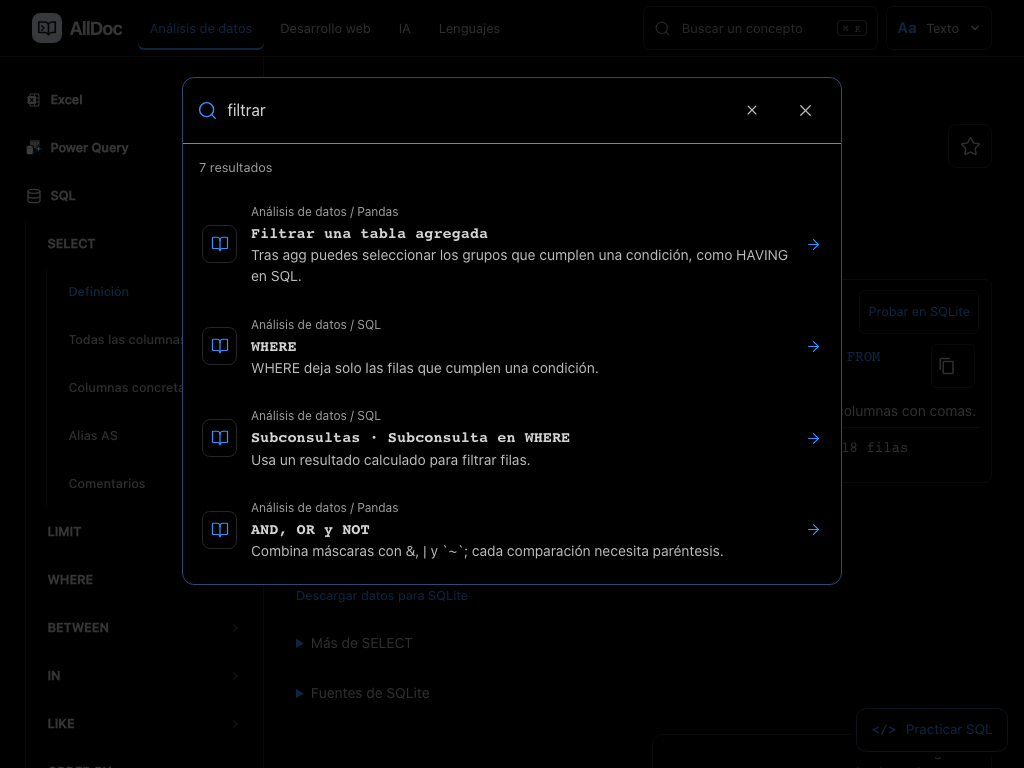 AllDoc
Análisis de datos
Desarrollo web
IA
Lenguajes
Buscar un concepto
⌘ K
Aa Texto
Excel
Power Query
SQL
SELECT
Definición
Todas las columnas
Columnas concreta
Alias AS
Comentarios
LIMIT
WHERE
BETWEEN
IN
LIKE
filtrar
7 resultados
Análisis de datos / Pandas
Filtrar una tabla agregada
Tras agg puedes seleccionar los grupos que cumplen una condición, como HAVING
en SQL.
Análisis de datos / SQL
WHERE
WHERE deja solo las filas que cumplen una condición.
Análisis de datos / SQL
Subconsultas · Subconsulta en WHERE
Usa un resultado calculado para filtrar filas.
Análisis de datos / Pandas
AND, OR y NOT
Combina máscaras con &, | y `~`; cada comparación necesita paréntesis.
Probar en SQLite
FROM
columnas con comas.
18 filas
Descargar datos para SQLite
Más de SELECT
Fuentes de SQLite
</> Practicar SQL